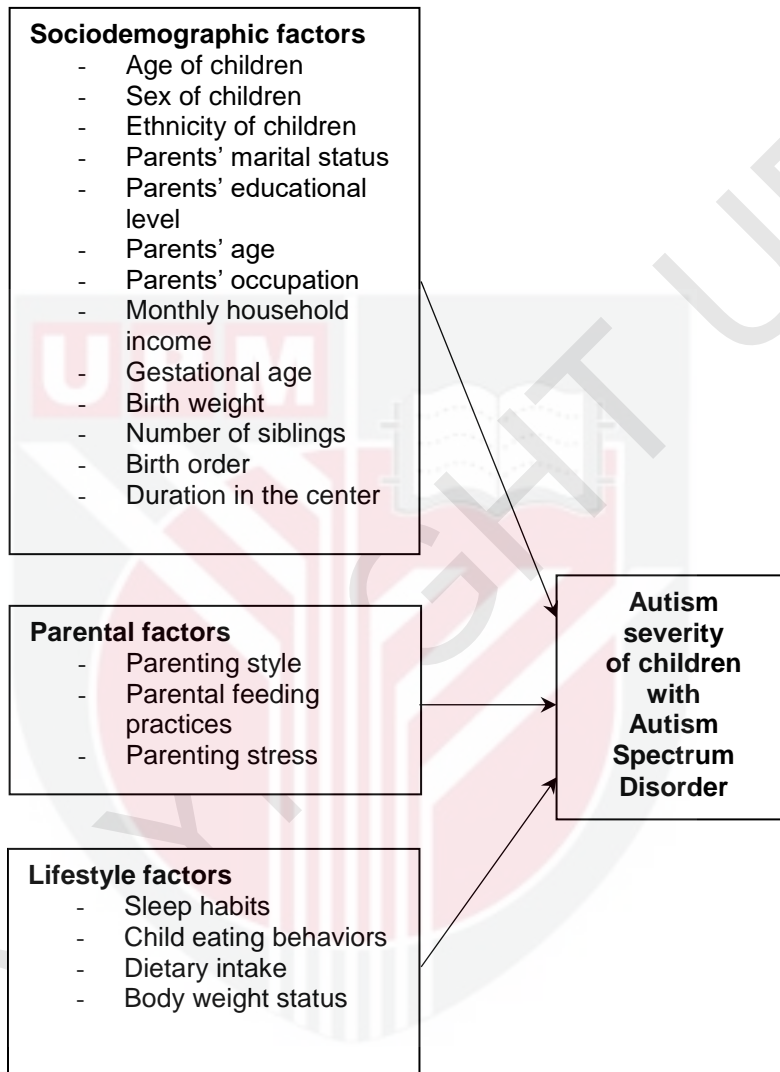 Sociodemographic factors
- Age of children
- Sex of children
- Ethnicity of children
- Parents’ marital status
- Parents’ educational
level
- Parents’ age
- Parents’ occupation
- Monthly household
income
- Gestational age
- Birth weight
- Number of siblings
- Birth order
- Duration in the center
Parental factors
- Parenting style
- Parental feeding
practices
- Parenting stress
Lifestyle factors
- Sleep habits
- Child eating behaviors
- Dietary intake
- Body weight status
Autism
severity
of children
with
Autism
Spectrum
Disorder
UPM
YRIGHT U